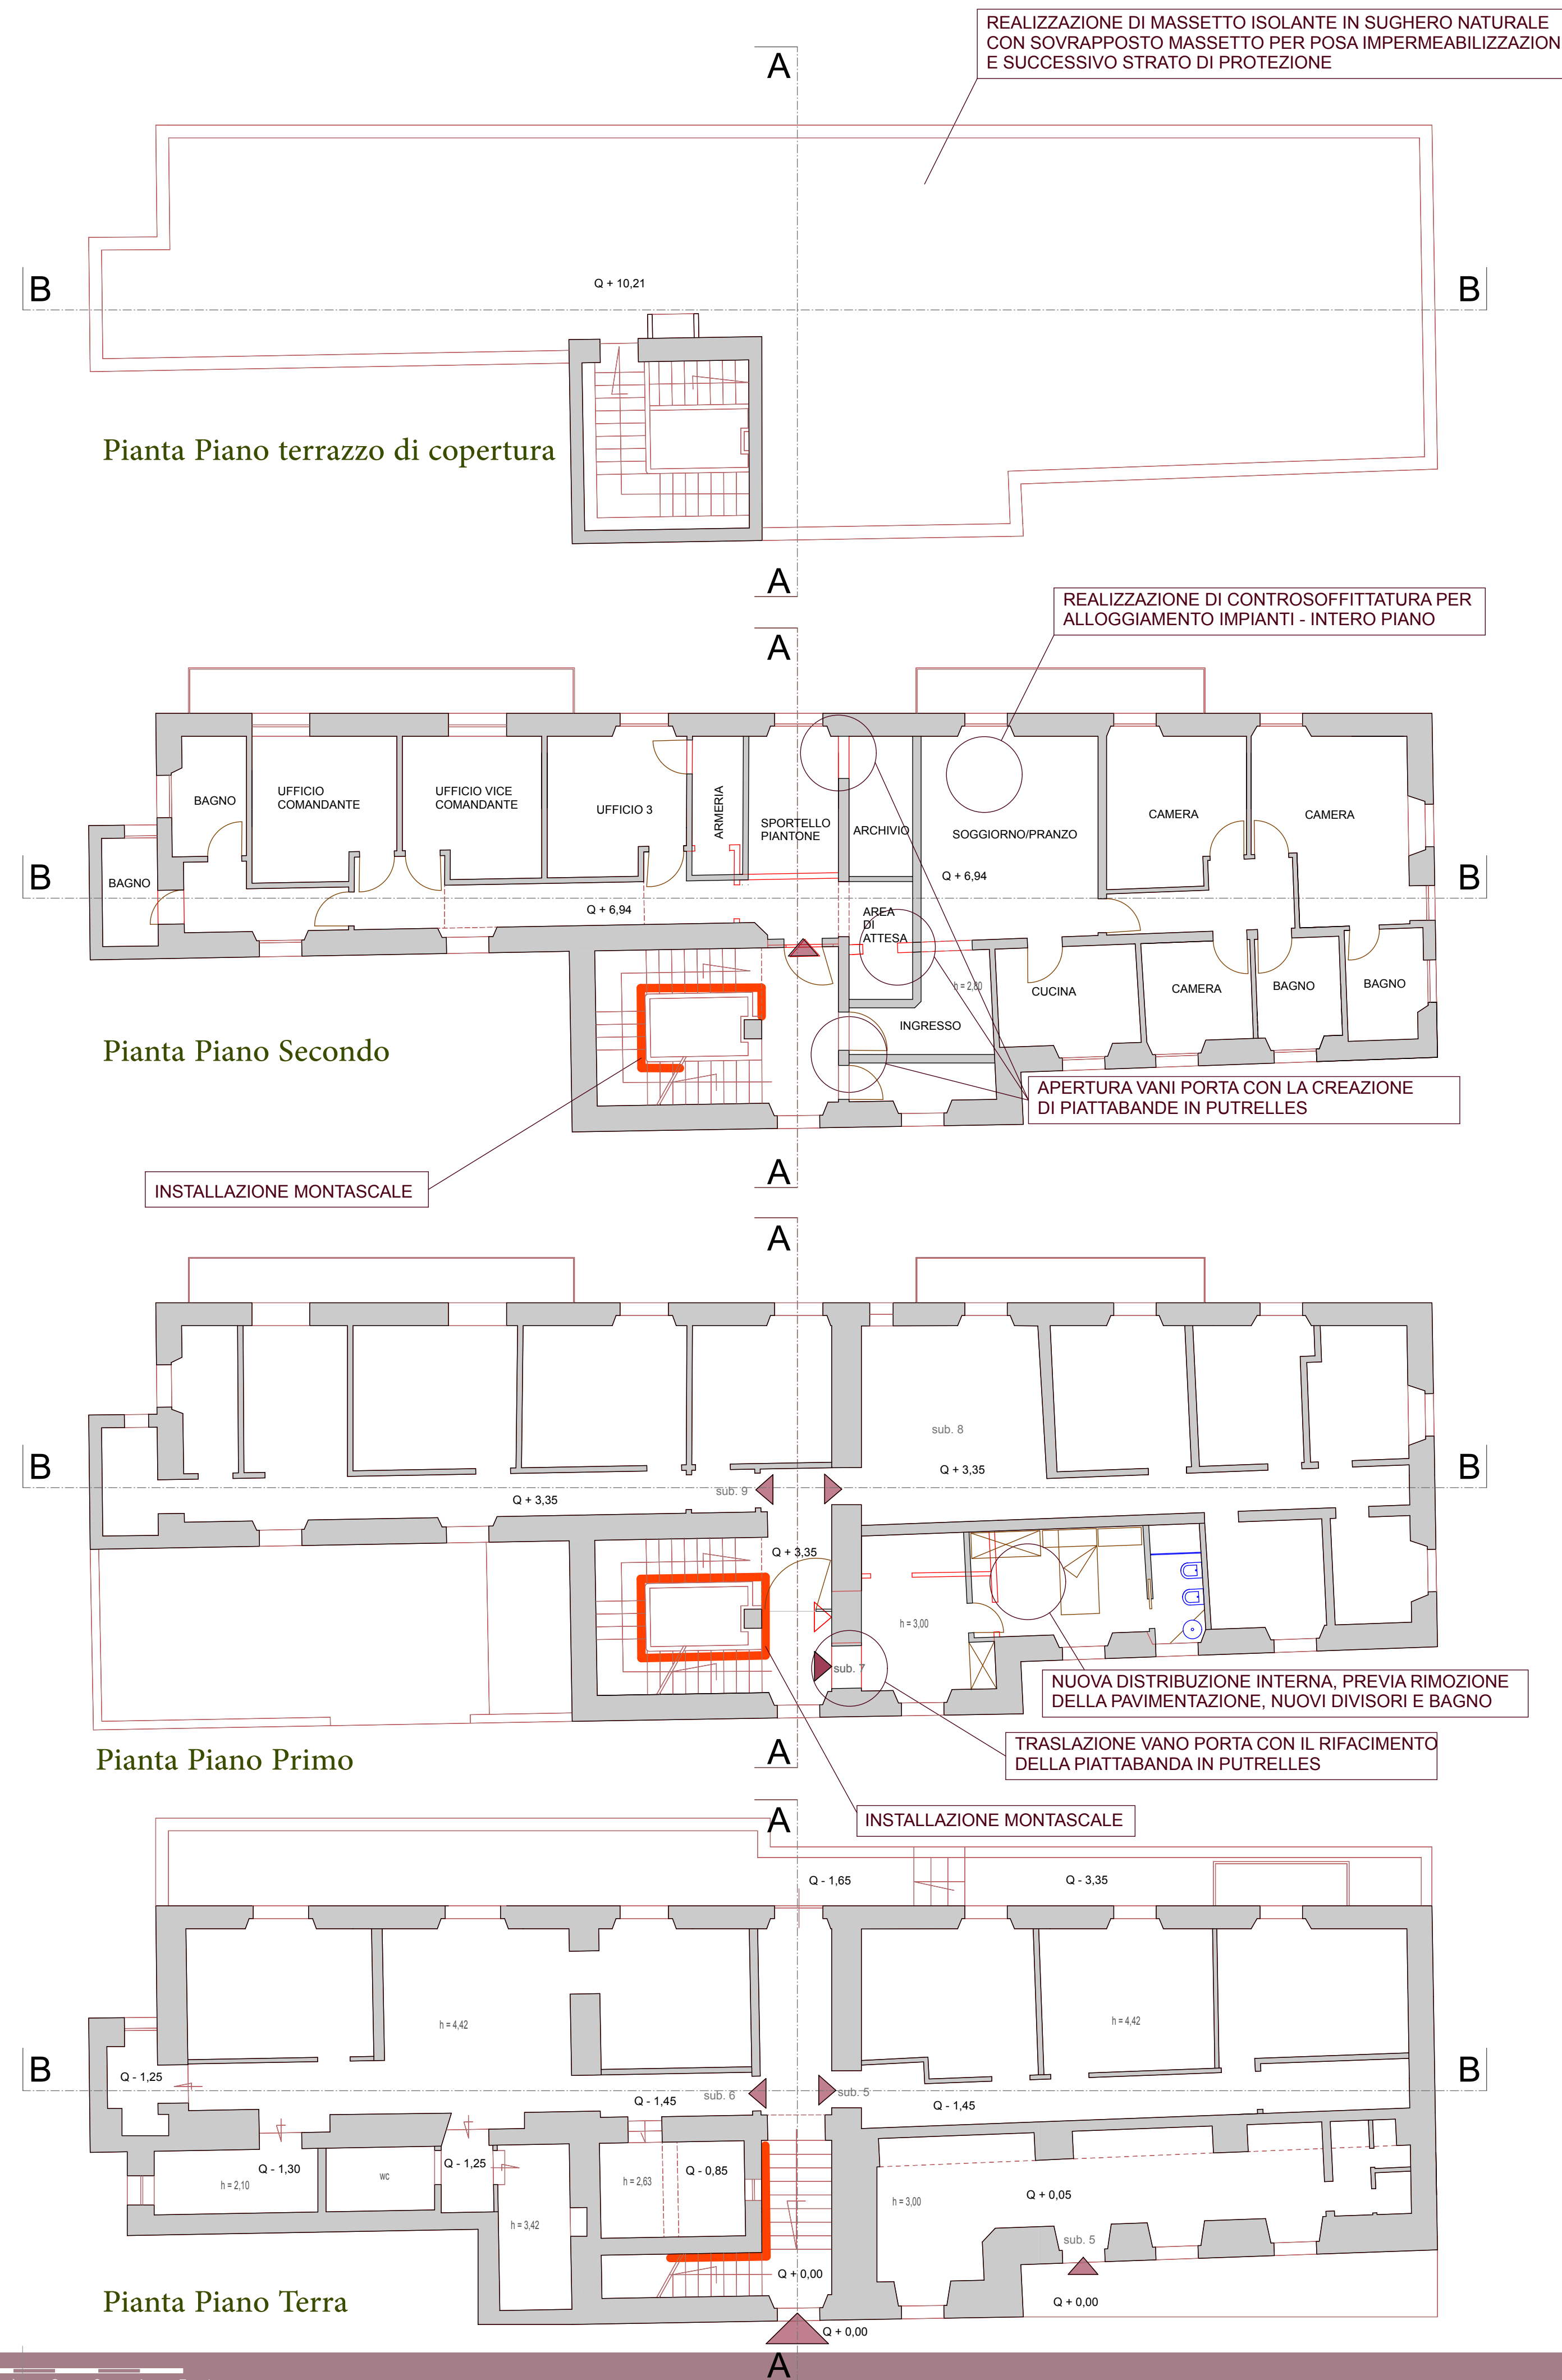 REALIZZAZIONE DI MASSETTO ISOLANTE IN SUGHERO NATURALE
CON SOVRAPPOSTO MASSETTO PER POSA IMPERMEABILIZZAZION
E SUCCESSIVO STRATO DI PROTEZIONE
A
B
Q + 10,21
B
Pianta Piano terrazzo di copertura
A
REALIZZAZIONE DI CONTROSOFFITTATURA PER
ALLOGGIAMENTO IMPIANTI - INTERO PIANO
A
BAGNO
UFFICIO
COMANDANTE
UFFICIO VICE
COMANDANTE
UFFICIO 3
ARMERIA
SPORTELLO
PIANTONE
ARCHIVIO
SOGGIORNO/PRANZO
CAMERA
CAMERA
B
BAGNO
Q + 6,94
Q + 6,94
B
AREA
DI
ATTESA
h = 2,80
CUCINA
CAMERA
BAGNO
BAGNO
INGRESSO
Pianta Piano Secondo
APERTURA VANI PORTA CON LA CREAZIONE
DI PIATTABANDE IN PUTRELLES
INSTALLAZIONE MONTASCALE
A
A
sub. 8
B
Q + 3,35
B
sub. 9
Q + 3,35
Q + 3,35
h = 3,00
sub. 7
NUOVA DISTRIBUZIONE INTERNA, PREVIA RIMOZIONE
DELLA PAVIMENTAZIONE, NUOVI DIVISORI E BAGNO
TRASLAZIONE VANO PORTA CON IL RIFACIMENTO
DELLA PIATTABANDA IN PUTRELLES
Pianta Piano Primo
A
INSTALLAZIONE MONTASCALE
A
Q - 1,65
Q - 3,35
h = 4,42
h = 4,42
B
Q - 1,25
B
sub. 6
sub. 5
Q - 1,45
Q - 1,45
Q - 1,30
h = 2,10
wc
Q - 1,25
h = 2,63
Q - 0,85
h = 3,42
h = 3,00
Q + 0,05
sub. 5
Q + 0,00
Pianta Piano Terra
Q + 0,00
Q + 0,00
A